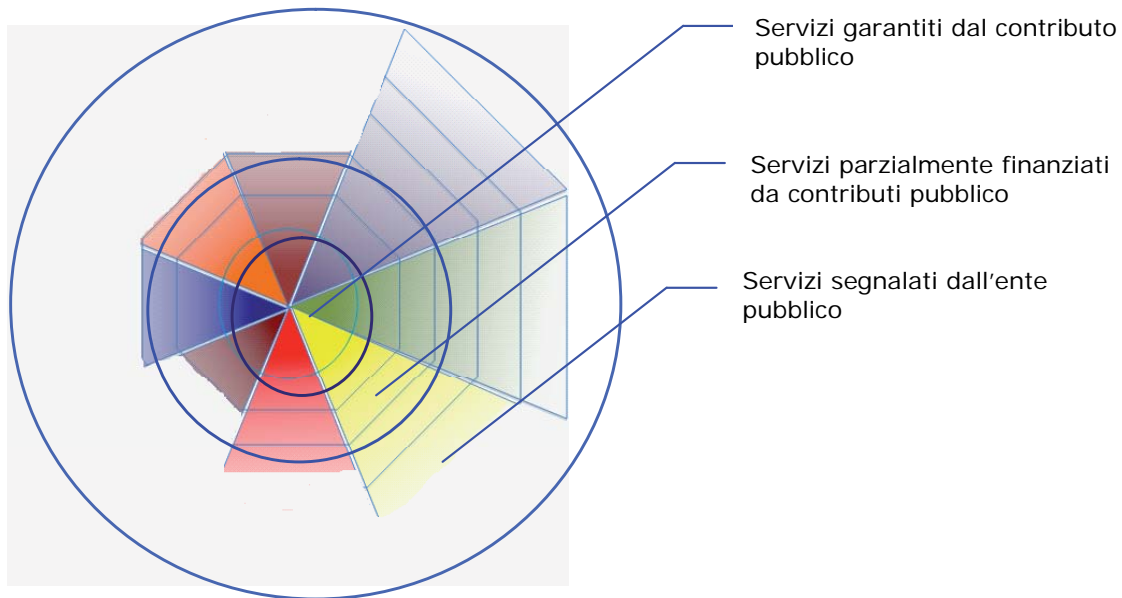 Servizi garantiti dal contributo
pubblico
Servizi parzialmente finanziati
da contributi pubblico
Servizi segnalati dall'ente
pubblico